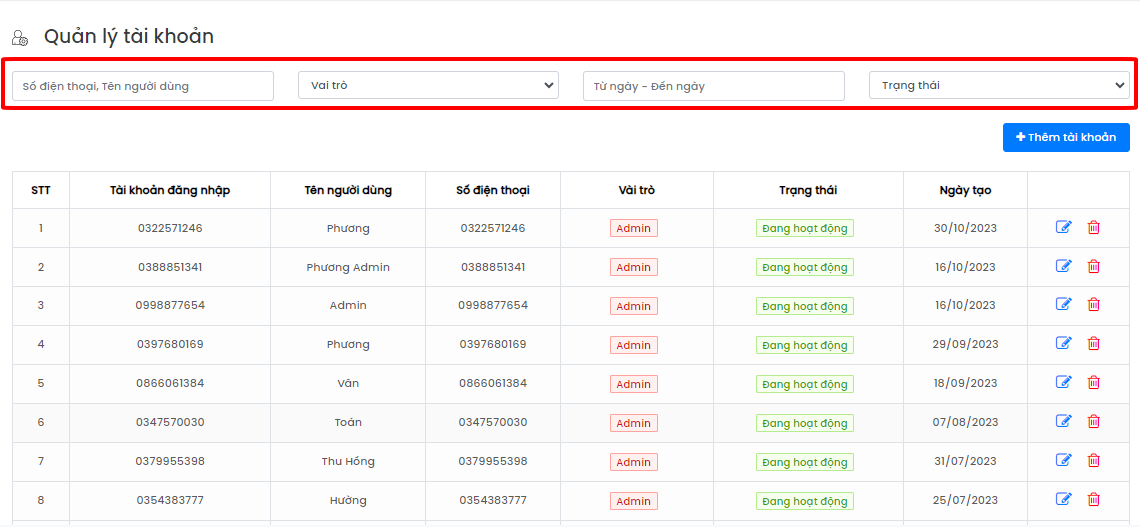 Quản lý tài khoản
Số điện thoại, Tên người dùng Vai trò Từ ngày - Đến ngày Trạng thái
Thêm tài khoản
STT Tài khoản đăng nhập Tên người dùng Số điện thoại Vài trò Trạng thái Ngày tạo
1 0322571246 Phương 0322571246 Admin Đang hoạt động 30/10/2023
2 0388851341 Phương Admin 0388851341 Admin Đang hoạt động 16/10/2023
3 0998877654 Admin 0998877654 Admin Đang hoạt động 16/10/2023
4 0397680169 Phương 0397680169 Admin Đang hoạt động 29/09/2023
5 0866061384 Vân 0866061384 Admin Đang hoạt động 18/09/2023
6 0347570030 Toán 0347570030 Admin Đang hoạt động 07/08/2023
7 0379955398 Thu Hồng 0379955398 Admin Đang hoạt động 31/07/2023
8 0354383777 Hường 0354383777 Admin Đang hoạt động 25/07/2023